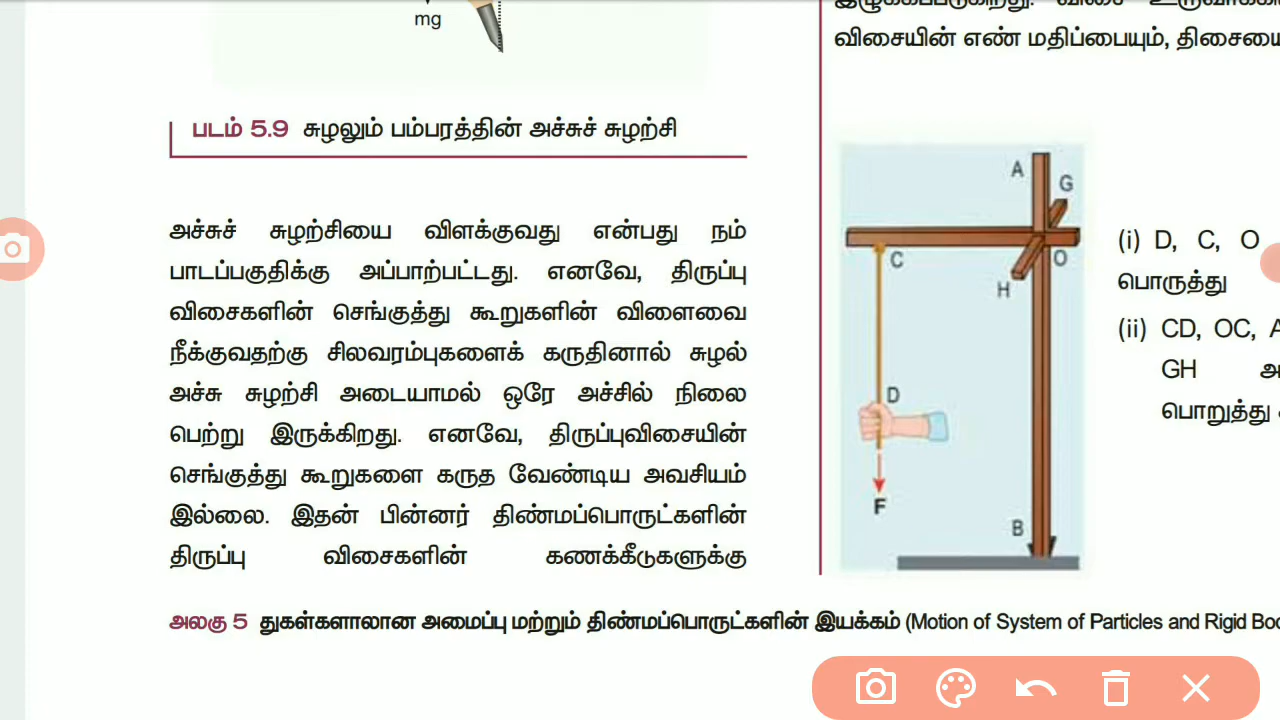 mg
படம் 5.9 சுழலும் பம்பரத்தின் அச்சுச் சுழற்சி
அச்சுச் சுழற்சியை விளக்குவது என்பது நம்
பாடப்பகுதிக்கு அப்பாற்பட்டது. எனவே, திருப்பு
விசைகளின் செங்குத்து கூறுகளின் விளைவை
நீக்குவதற்கு சிலவரம்புகளைக் கருதினால் சுழல்
அச்சு சுழற்சி அடையாமல் ஒரே அச்சில் நிலை
பெற்று இருக்கிறது. எனவே, திருப்புவிசையின்
செங்குத்து கூறுகளை கருத வேண்டிய அவசியம்
இல்லை. இதன் பின்னர் திண்மப்பொருட்களின்
திருப்பு விசைகளின் கணக்கீடுகளுக்கு
விசையின் எண் மதிப்பையும்,
A
G
C
O
H
D
F
B
(i) D, C, O
பொருத்து
(ii) CD, OC,
GH
பொறுத்து
அலகு 5 துகள்களாலான அமைப்பு மற்றும் திண்மப்பொருட்களின் இயக்கம் (Motion of System of Particles and Rigid